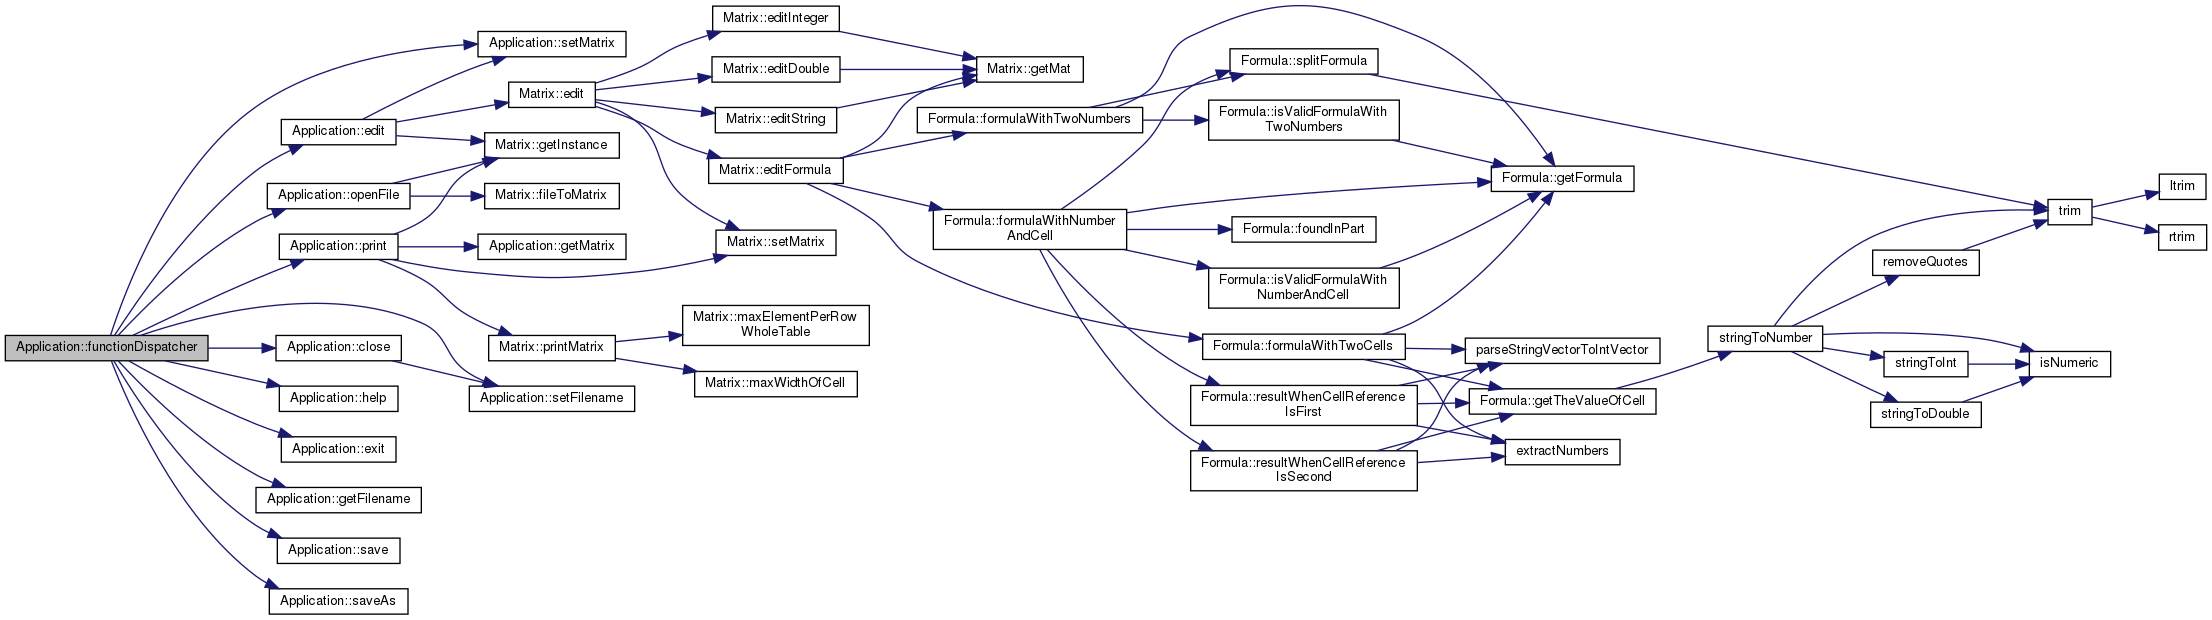 Application::functionDispatcher
Application::setMatrix
Application::edit
Application::openFile
Application::print
Application::close
Application::help
Application::exit
Application::getFilename
Application::save
Application::saveAs
Matrix::edit
Matrix::getInstance
Matrix::fileToMatrix
Application::getMatrix
Matrix::printMatrix
Application::setFilename
Matrix::editInteger
Matrix::editDouble
Matrix::editString
Matrix::editFormula
Matrix::setMatrix
Matrix::maxElementPerRow
WholeTable
Matrix::maxWidthOfCell
Matrix::getMat
Formula::formulaWithTwoNumbers
Formula::formulaWithNumber
AndCell
Formula::splitFormula
Formula::isValidFormulaWith
TwoNumbers
Formula::foundInPart
Formula::isValidFormulaWith
NumberAndCell
Formula::formulaWithTwoCells
Formula::resultWhenCellReference
IsFirst
Formula::resultWhenCellReference
IsSecond
Formula::getFormula
parseStringVectorToIntVector
Formula::getTheValueOfCell
extractNumbers
stringToNumber
removeQuotes
stringToInt
stringToDouble
trim
isNumeric
ltrim
rtrim